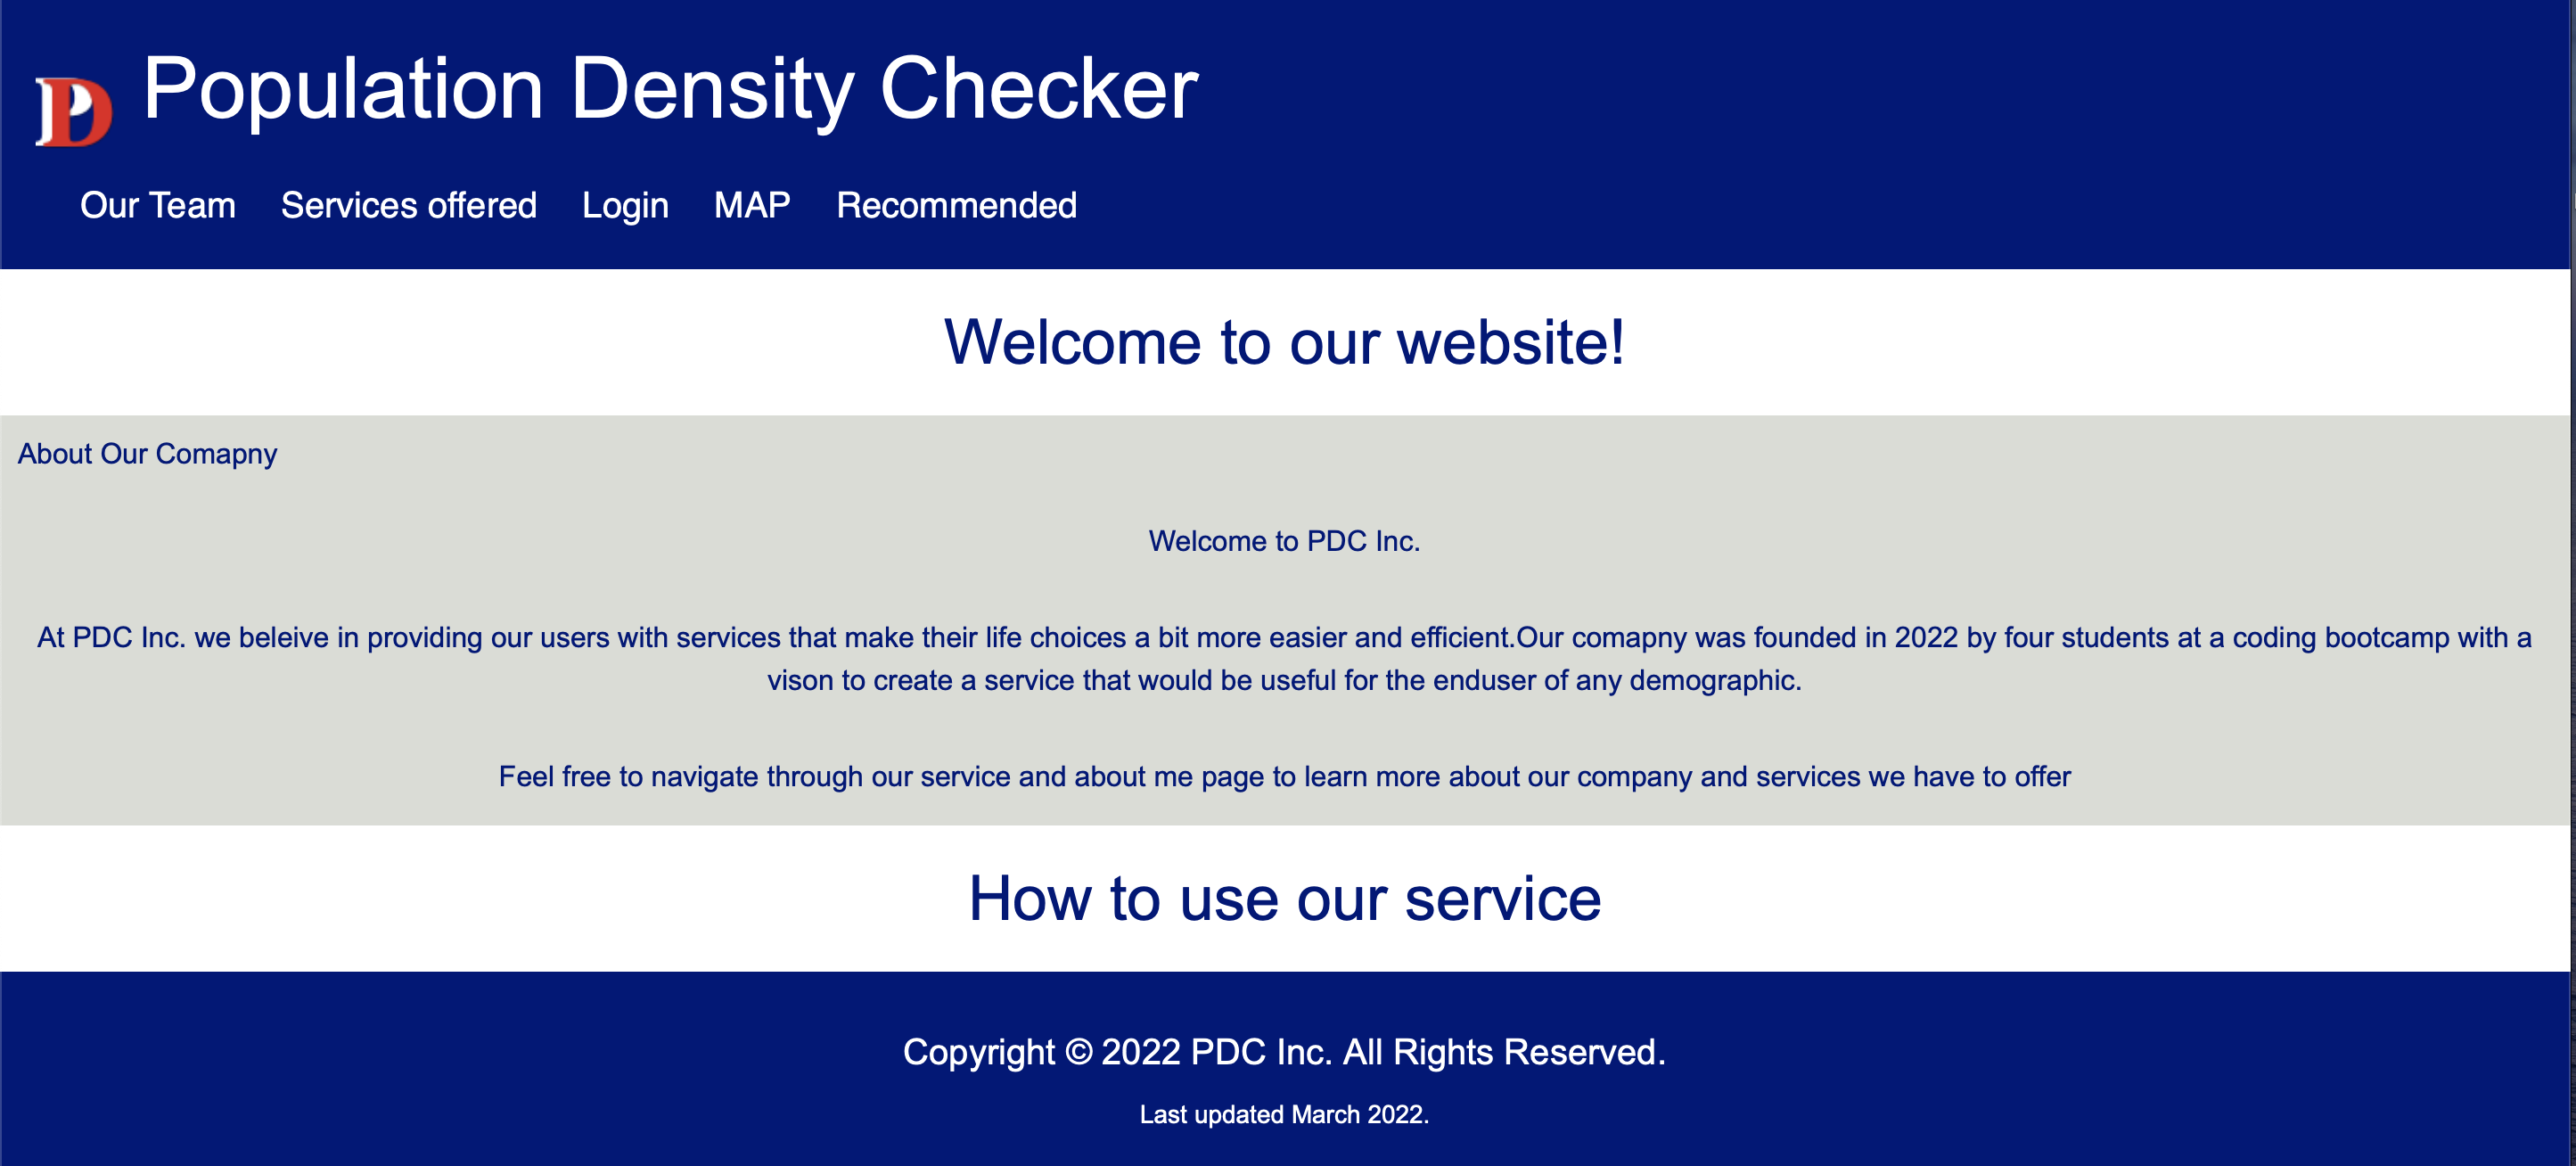 PD
Population Density Checker
Our Team Services offered Login MAP Recommended
Welcome to our website!
About Our Comapny
Welcome to PDC Inc.
At PDC Inc. we beleive in providing our users with services that make their life choices a bit more easier and efficient.Our comapny was founded in 2022 by four students at a coding bootcamp with a
vison to create a service that would be useful for the enduser of any demographic.
Feel free to navigate through our service and about me page to learn more about our company and services we have to offer
How to use our service
Copyright © 2022 PDC Inc. All Rights Reserved.
Last updated March 2022.